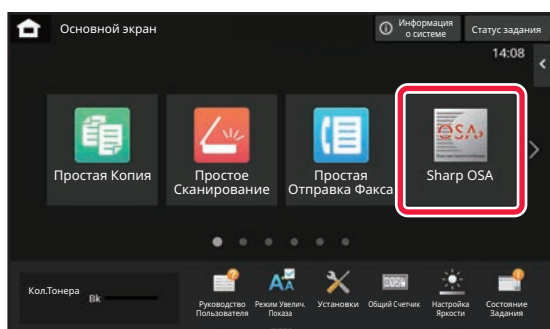 Основной экран
Информация
о системе
Статус задания
14:08
OSA
Простая Копия
Простое
Сканирование
Простая
Отправка Факса
Sharp OSA
Кол.Тонера
Bk
Руководство
Пользователя
Режим Увелич.
Показа
Установки
Общий Счетчик
Настройка
Яркости
Состояние
Задания